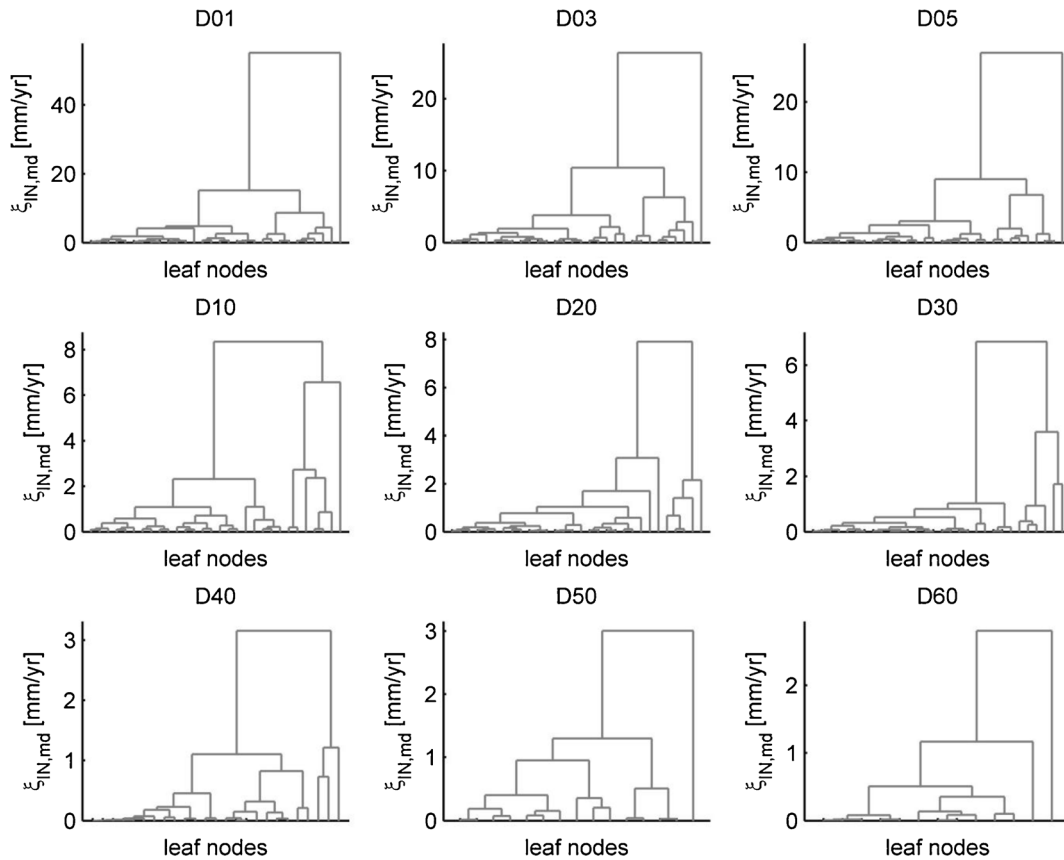 D01 D03 D05
ξIN,md [mm/yr] ξIN,md [mm/yr] ξIN,md [mm/yr]
40 20 20
20 10 10
0 0 0
leaf nodes leaf nodes leaf nodes
D10 D20 D30
ξIN,md [mm/yr] ξIN,md [mm/yr] ξIN,md [mm/yr]
8 8 6
6 6 4
4 4 2
2 2 0
0 0
leaf nodes leaf nodes leaf nodes
D40 D50 D60
ξIN,md [mm/yr] ξIN,md [mm/yr] ξIN,md [mm/yr]
3 3 2
2 2 1
1 1 0
0 0
leaf nodes leaf nodes leaf nodes